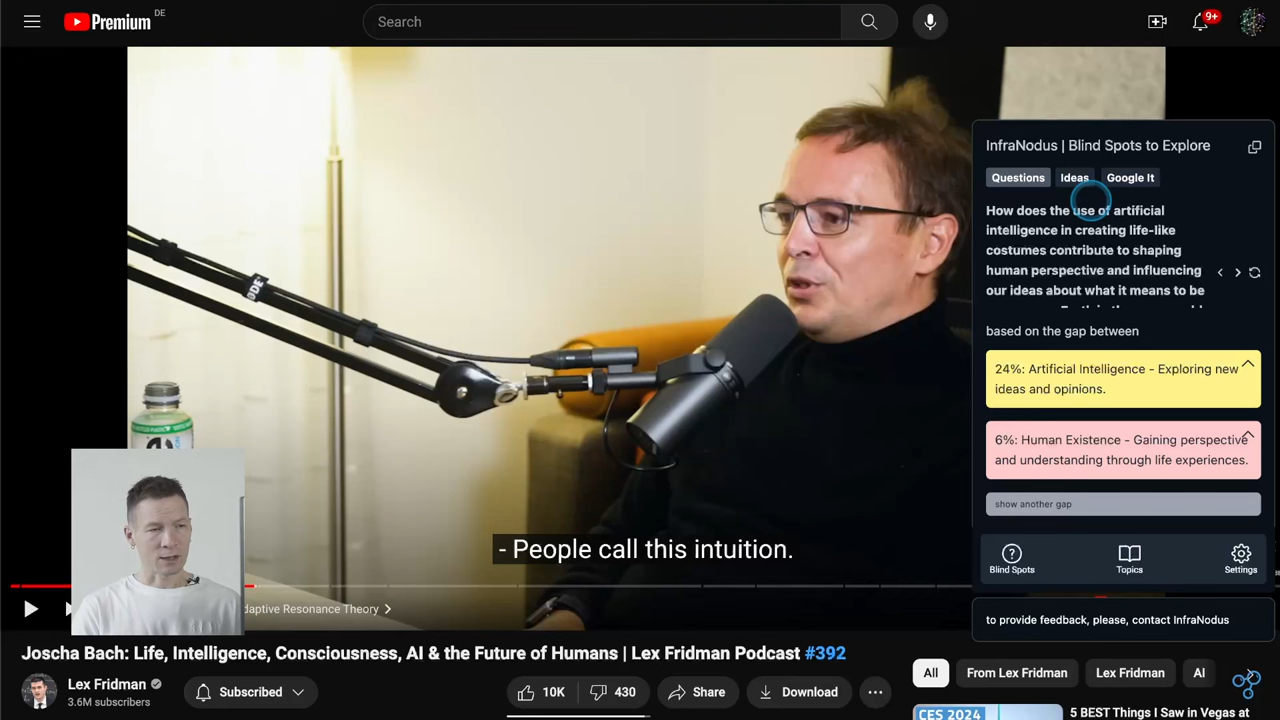 Premium DE
Search
9+
InfraNodus | Blind Spots to Explore
Questions Ideas Google It
How does the use of artificial
intelligence in creating life-like
costumes contribute to shaping
human perspective and influencing
our ideas about what it means to be
based on the gap between
24%: Artificial Intelligence - Exploring new
ideas and opinions.
6%: Human Existence - Gaining perspective
and understanding through life experiences.
show another gap
Blind Spots Topics Settings
to provide feedback, please, contact InfraNodus
- People call this intuition.
daptive Resonance Theory
Joscha Bach: Life, Intelligence, Consciousness, AI & the Future of Humans | Lex Fridman Podcast #392
Lex Fridman
3.6M subscribers
Subscribed
10K 430 Share Download
All From Lex Fridman Lex Fridman AI
CES 2024
5 BEST Things I Saw in Vegas at